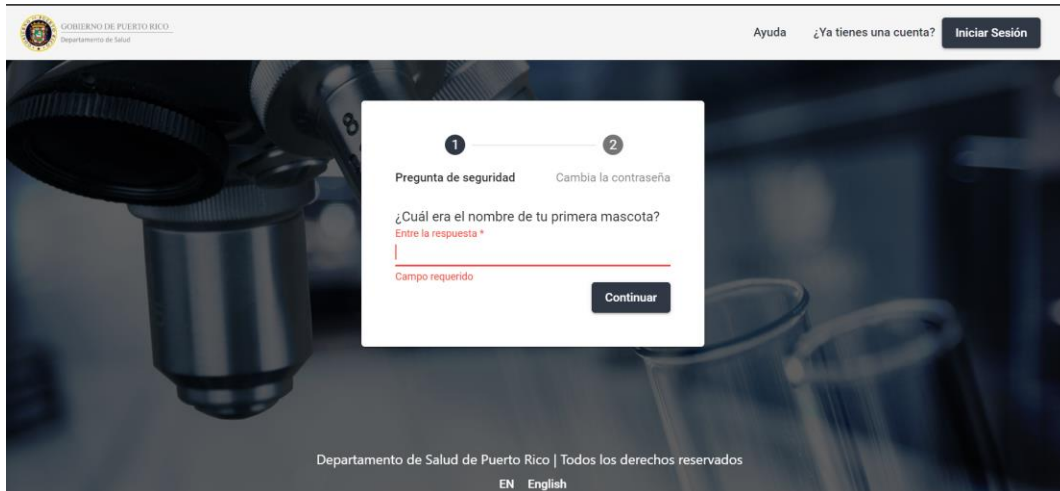 GOBIERNO DE PUERTO RICO
Departamento de Salud
Ayuda ¿Ya tienes una cuenta? Iniciar Sesión
1 2
Pregunta de seguridad Cambia la contraseña
¿Cuál era el nombre de tu primera mascota?
Entre la respuesta *
Campo requerido
Continuar
Departamento de Salud de Puerto Rico | Todos los derechos reservados
EN English